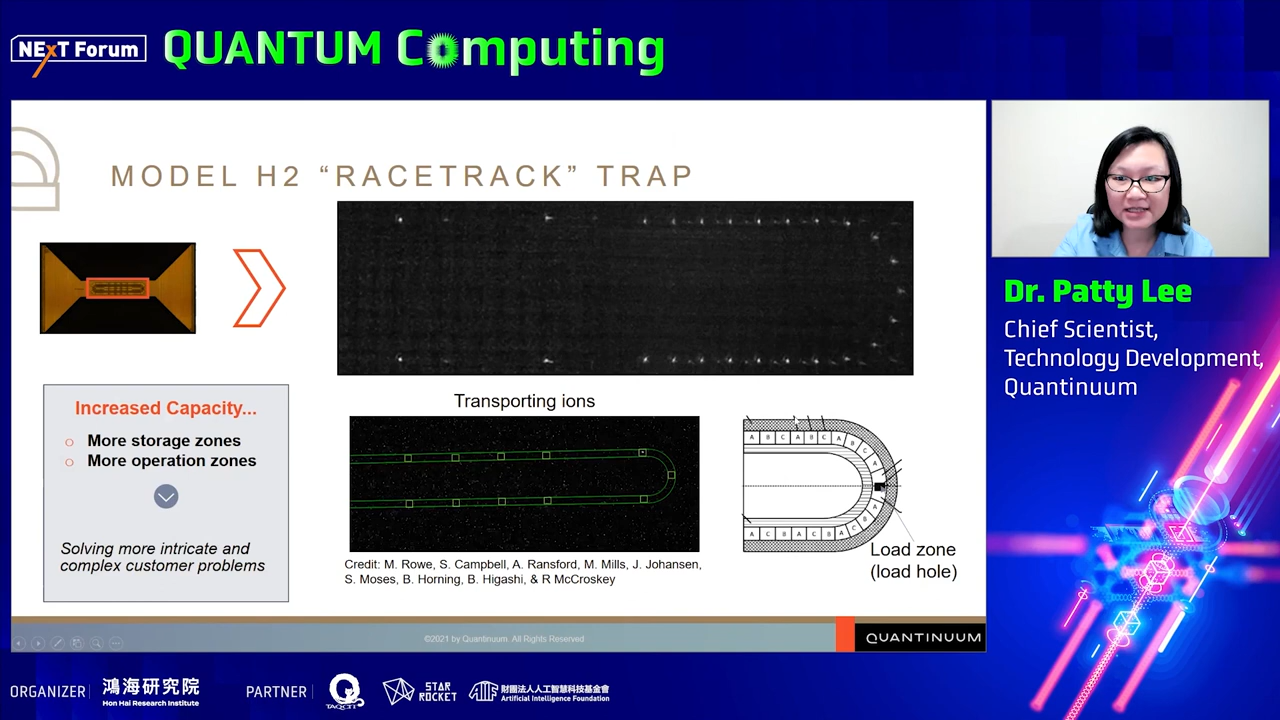 NExT Forum QUANTUM Computing
MODEL H2 “RACETRACK” TRAP
Increased Capacity...
More storage zones
More operation zones
Solving more intricate and
complex customer problems
Transporting ions
Credit: M. Rowe, S. Campbell, A. Ransford, M. Mills, J. Johansen,
S. Moses, B. Horning, B. Higashi, & R McCroskey
A B C A B C A B C A
A C B A C B A C B A C
Load zone
(load hole)
©2021 by Quantinuum. All Rights Reserved
QUANTINUUM
Dr. Patty Lee
Chief Scientist,
Technology Development,
Quantinuum
ORGANIZER
鴻海研究院
Hon Hai Research Institute
PARTNER
TAQCIT
STAR
ROCKET
AIF
財團法人人工智慧科技基金會
Artificial Intelligence Foundation